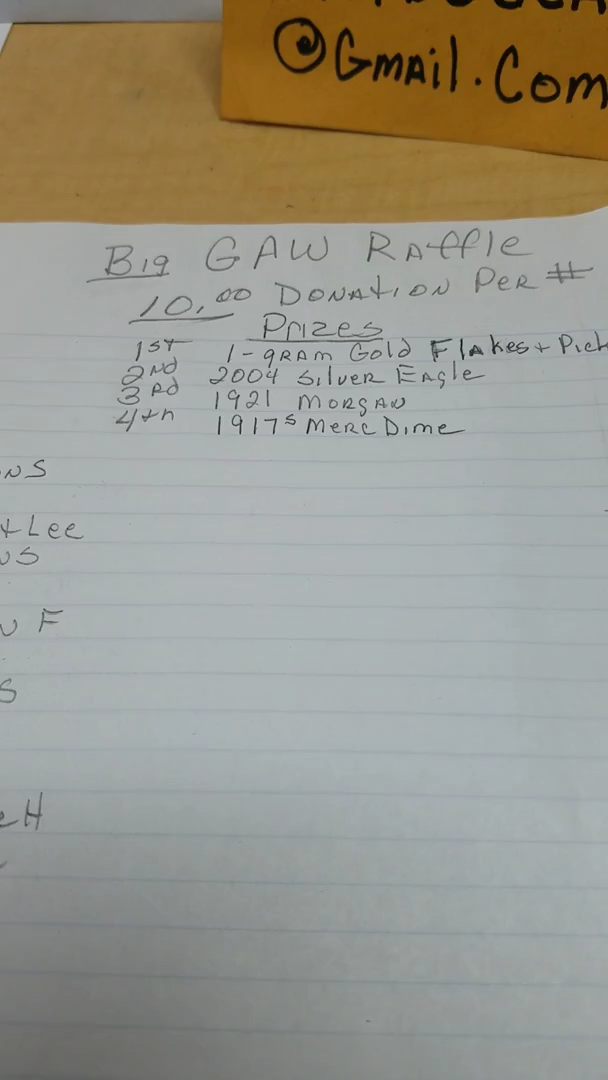 @Gmail.Com
Big GAW Raffle
10.00 Donation Per #
Prizes
1st 1-gram Gold Flakes + Pick
2nd 2004 Silver Eagle
3rd 1921 Morgan
4th 1917s Merc Dime
+ Lee
F
H